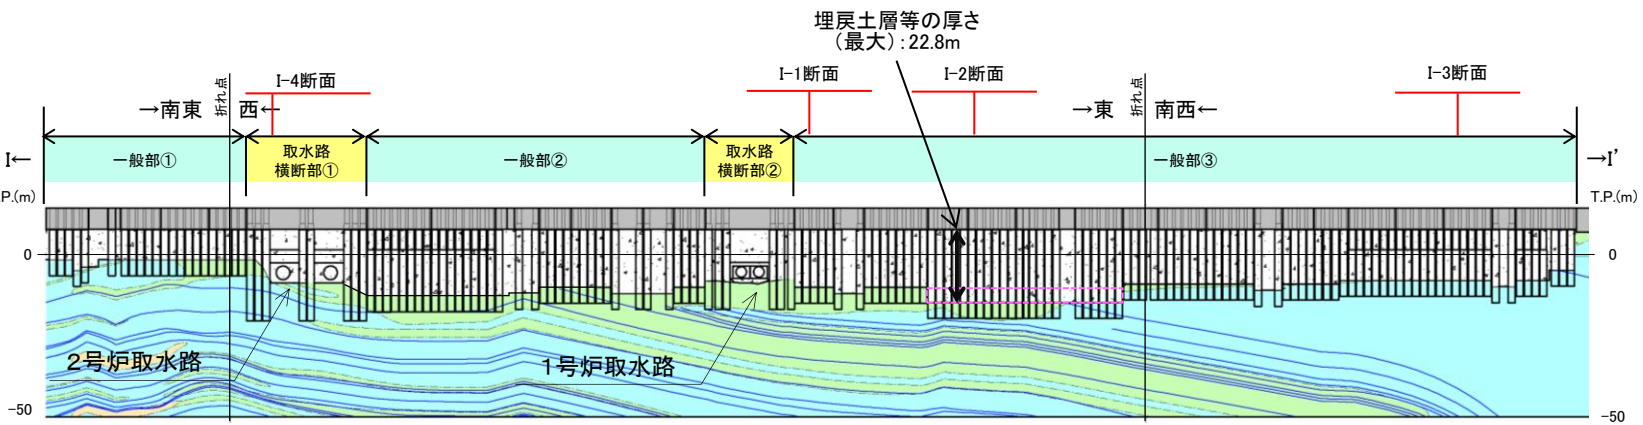 埋戻土層等の厚さ
(最大):22.8m
I-4断面
I-1断面
I-2断面
I-3断面
→南東
折れ点
西←
→東
折れ点
南西←
I←
一般部①
取水路
横断部①
一般部②
取水路
横断部②
一般部③
→I’
.P.(m)
T.P.(m)
0
0
2号炉取水路
1号炉取水路
-50
-50